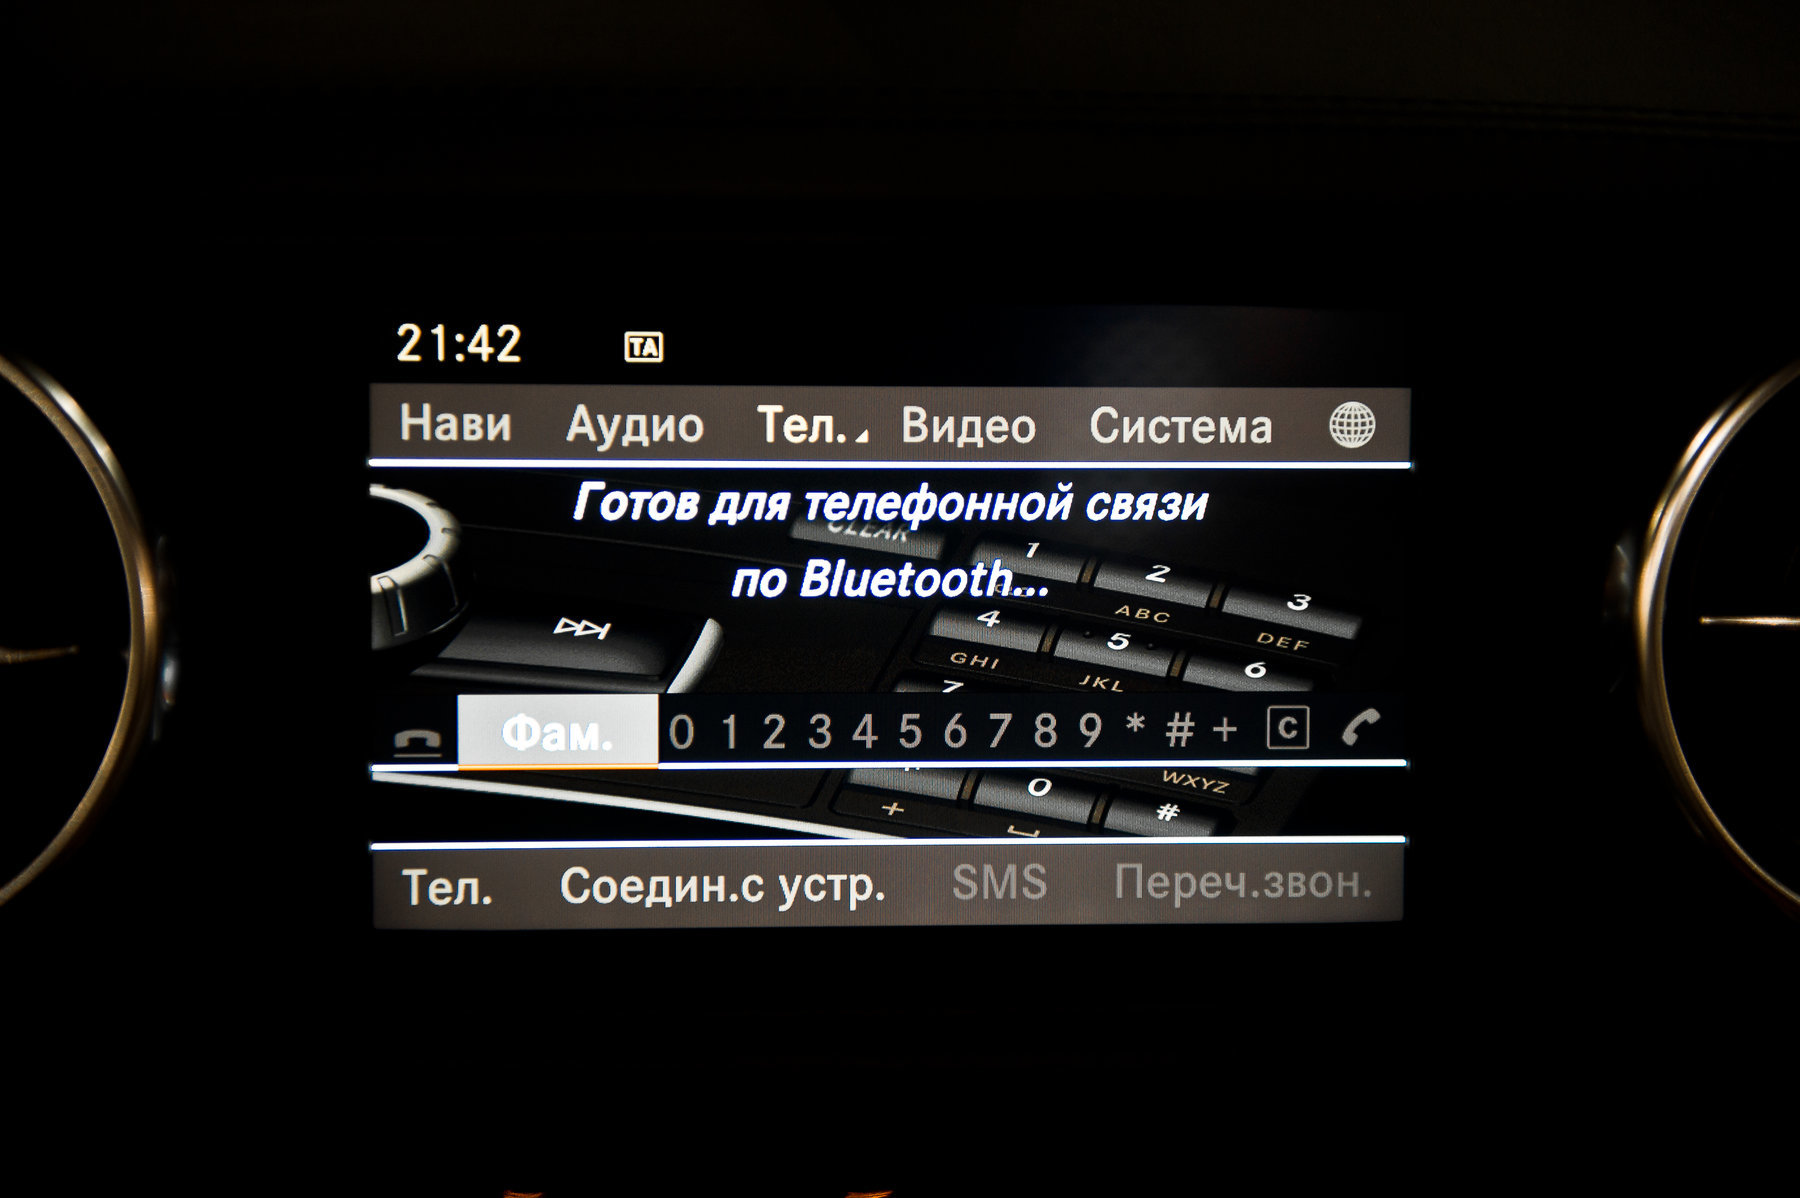 21:42 TA
Нави Аудио Тел. Видео Система
Готов для телефонной связи
CLEAR
по Bluetooth...
1 2 3
ABC DEF
4 5 6
GHI JKL
7
Фам. 0 1 2 3 4 5 6 7 8 9 * # + C
WXYZ
0 #
+
Тел. Соедин.с устр. SMS Переч.звон.